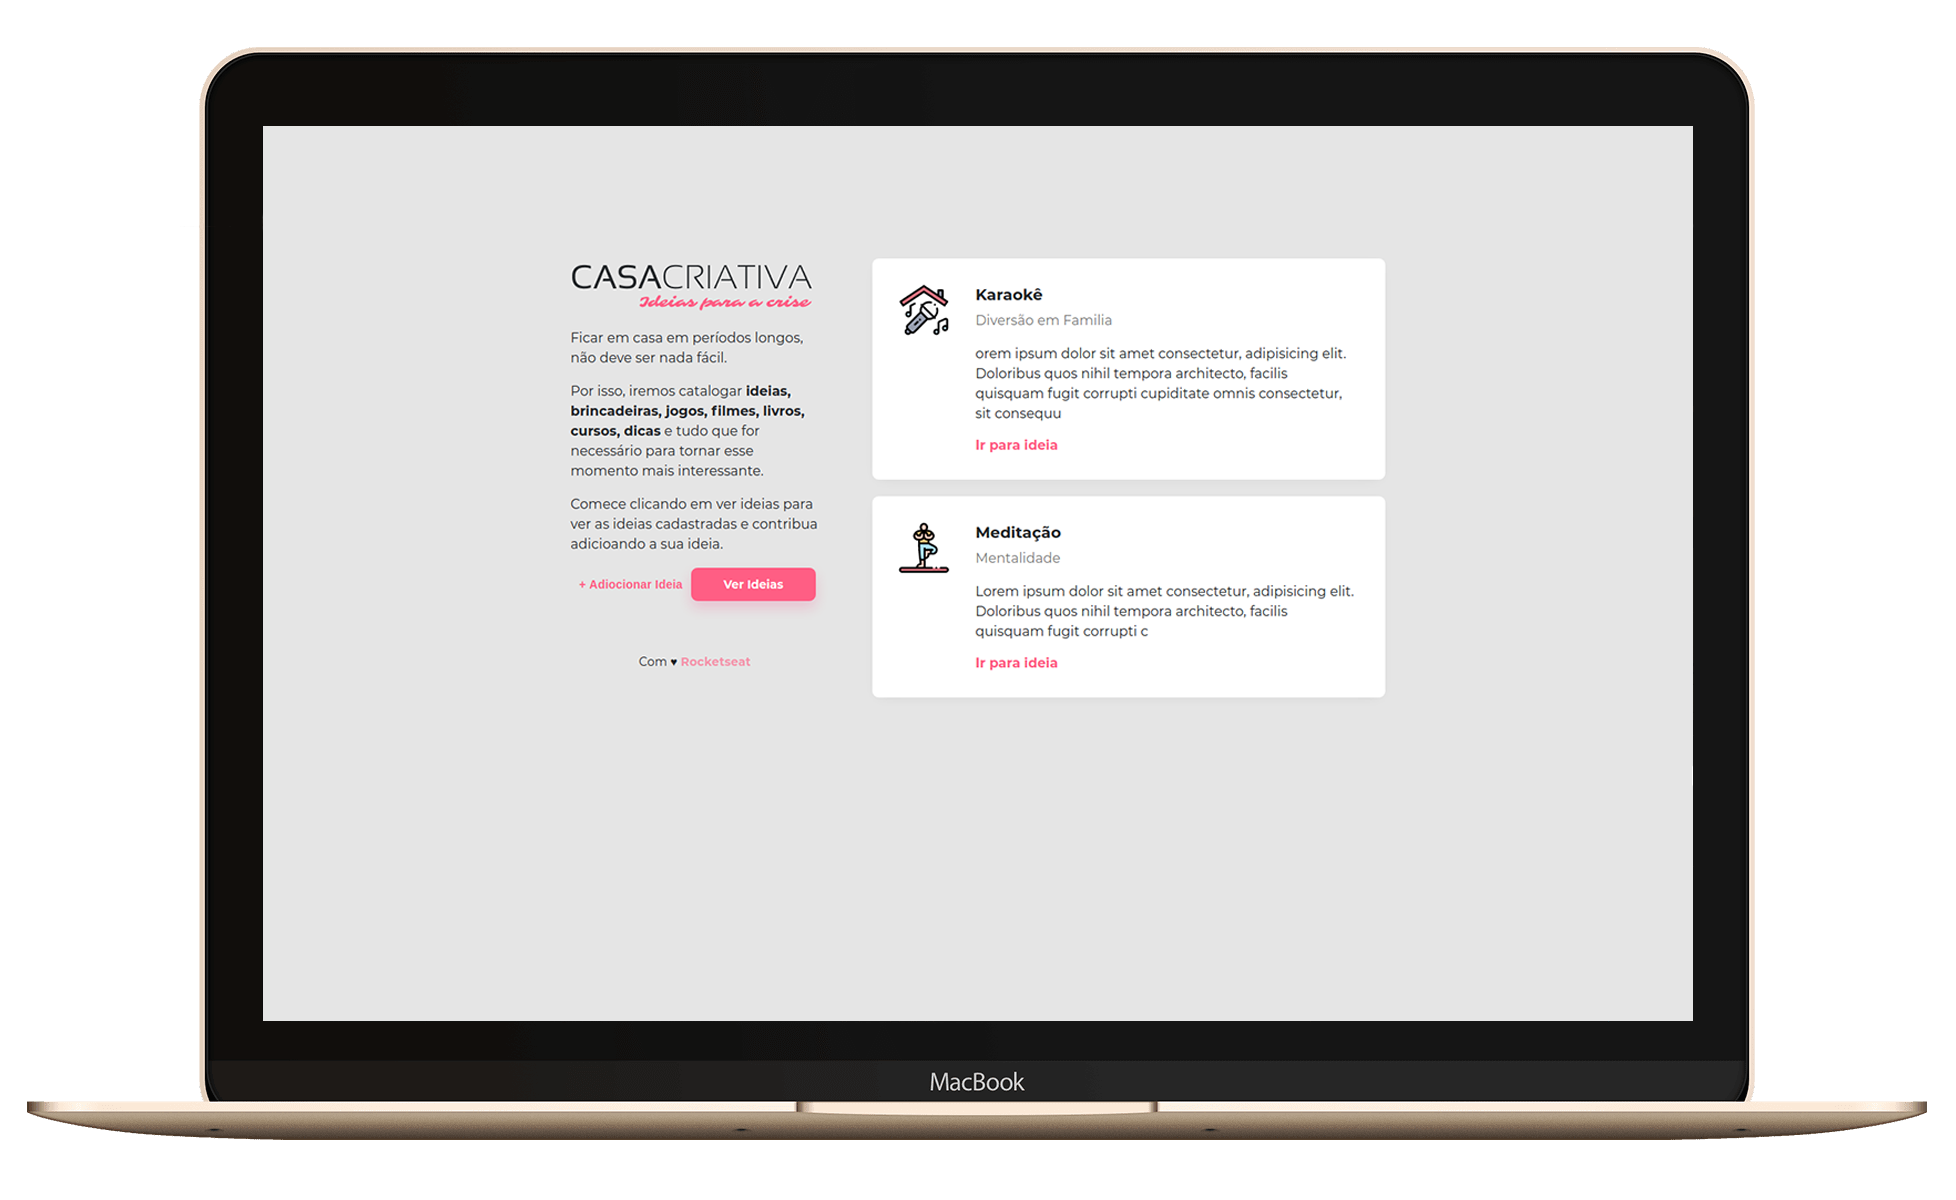 CASACRIATIVA
Ideias para a crise
Ficar em casa em períodos longos,
não deve ser nada fácil.
Por isso, iremos catalogar ideias,
brincadeiras, jogos, filmes, livros,
cursos, dicas e tudo que for
necessário para tornar esse
momento mais interessante.
Comece clicando em ver ideias para
ver as ideias cadastradas e contribua
adicioando a sua ideia.
+ Adiocionar Ideia
Ver Ideias
Com ♥ Rocketseat
Karaokê
Diversão em Familia
orem ipsum dolor sit amet consectetur, adipisicing elit.
Doloribus quos nihil tempora architecto, facilis
quisquam fugit corrupti cupiditate omnis consectetur,
sit consequu
Ir para ideia
Meditação
Mentalidade
Lorem ipsum dolor sit amet consectetur, adipisicing elit.
Doloribus quos nihil tempora architecto, facilis
quisquam fugit corrupti c
Ir para ideia
MacBook